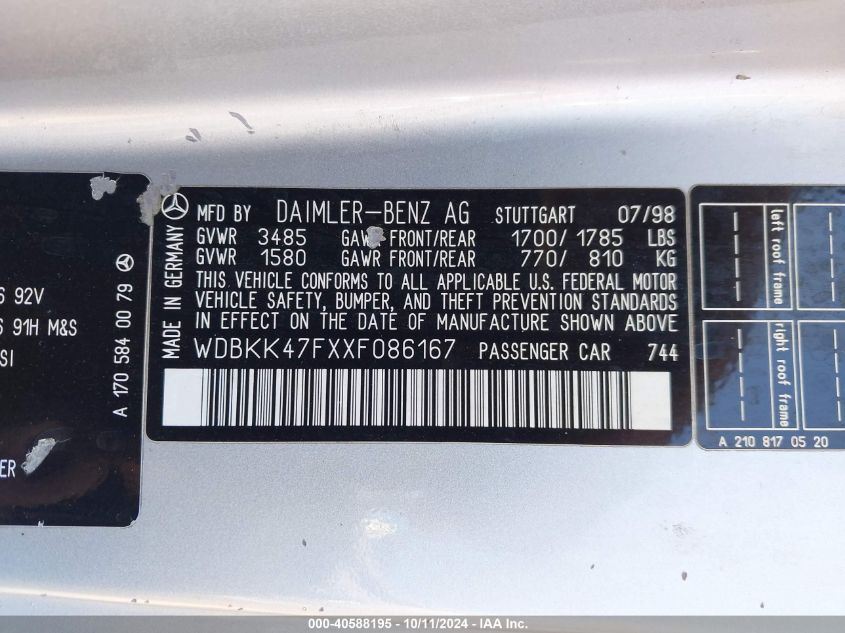 6 92V
6 91H M&S
SI
ER
A 170 584 00 79
MADE IN GERMANY
MFD BY DAIMLER-BENZ AG STUTTGART 07/98
GVWR 3485 GAWR FRONT/REAR 1700/ 1785 LBS
GVWR 1580 GAWR FRONT/REAR 770/ 810 KG
THIS VEHICLE CONFORMS TO ALL APPLICABLE U.S. FEDERAL MOTOR
VEHICLE SAFETY, BUMPER, AND THEFT PREVENTION STANDARDS
IN EFFECT ON THE DATE OF MANUFACTURE SHOWN ABOVE
WDBKK47FXXF086167 PASSENGER CAR 744
left roof frame
right roof frame
A 210 817 05 20
000-40588195 - 10/11/2024 - IAA Inc.